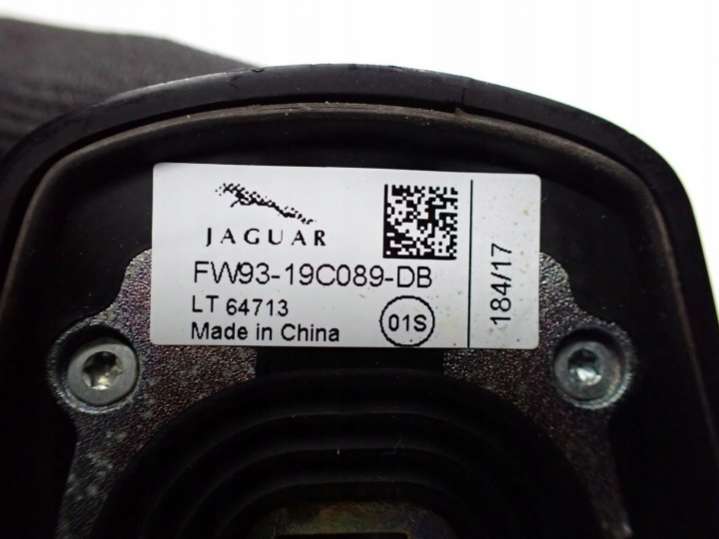 JAGUAR
FW93-19C089-DB
LT 64713
Made in China
01S
184/17